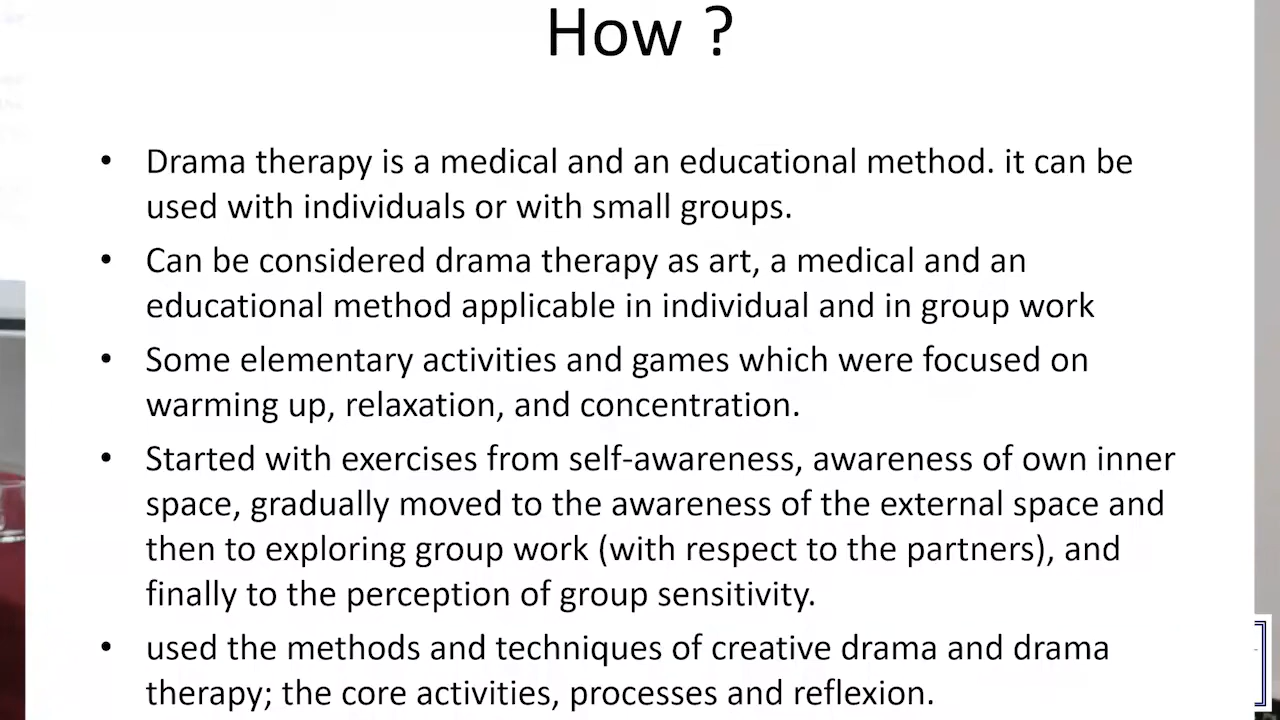 How ?
• Drama therapy is a medical and an educational method. it can be
used with individuals or with small groups.
• Can be considered drama therapy as art, a medical and an
educational method applicable in individual and in group work
• Some elementary activities and games which were focused on
warming up, relaxation, and concentration.
• Started with exercises from self-awareness, awareness of own inner
space, gradually moved to the awareness of the external space and
then to exploring group work (with respect to the partners), and
finally to the perception of group sensitivity.
• used the methods and techniques of creative drama and drama
therapy; the core activities, processes and reflexion.